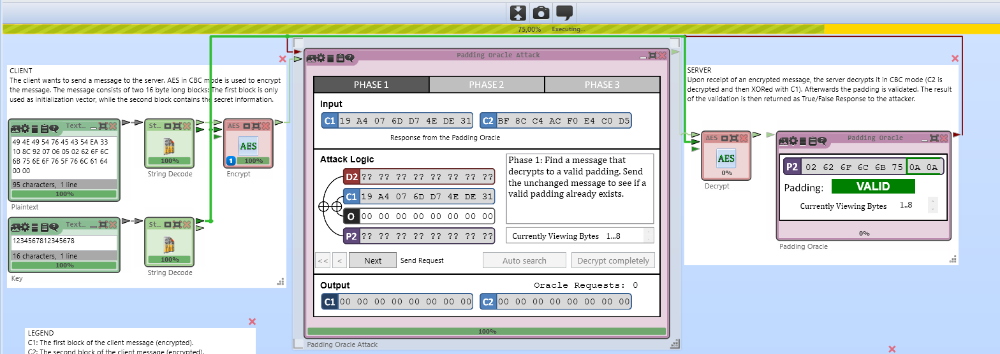 75,00% Executing...
CLIENT
The client wants to send a message to the server. AES in CBC mode is used to encrypt
the message. The message consists of two 16 byte long blocks: The first block is only
used as initialization vector, while the second block contains the secret information.
Text...
49 4E 49 54 76 45 43 54 EA 33
10 8C 92 07 06 05 02 62 6F 6C
6B 75 6E 6F 76 5F 76 6C 61 64
00 00
95 characters, 1 line
100%
Plaintext
St...
100%
String Decode
AES
AES
1
100%
Encrypt
Text...
1234567812345678
16 characters, 1 line
100%
Key
St...
100%
String Decode
LEGEND
C1: The first block of the client message (encrypted).
C2: The second block of the client message (encrypted).
Padding Oracle Attack
PHASE 1 PHASE 2 PHASE 3
Input
C1 19 A4 07 6D D7 4E DE 31 C2 BF 8C C4 AC F0 E4 C0 D5
Response from the Padding Oracle
Attack Logic
D2 ?? ?? ?? ?? ?? ?? ?? ??
C1 19 A4 07 6D D7 4E DE 31
O 00 00 00 00 00 00 00 00
P2 ?? ?? ?? ?? ?? ?? ?? ??
Phase 1: Find a message that
decrypts to a valid padding. Send
the unchanged message to see if a
valid padding already exists.
Currently Viewing Bytes 1...8
<< < Next Send Request Auto search Decrypt completely
Output Oracle Requests: 0
C1 00 00 00 00 00 00 00 00 C2 00 00 00 00 00 00 00 00
100%
Padding Oracle Attack
SERVER
Upon receipt of an encrypted message, the server decrypts it in CBC mode (C2 is
decrypted and then XORed with C1). Afterwards the padding is validated. The result
of the validation is then returned as True/False Response to the attacker.
AES
AES
0%
Decrypt
Padding Oracle
P2 02 62 6F 6C 6B 75 0A 0A
Padding: VALID
Currently Viewing Bytes 1..8
0%
Padding Oracle